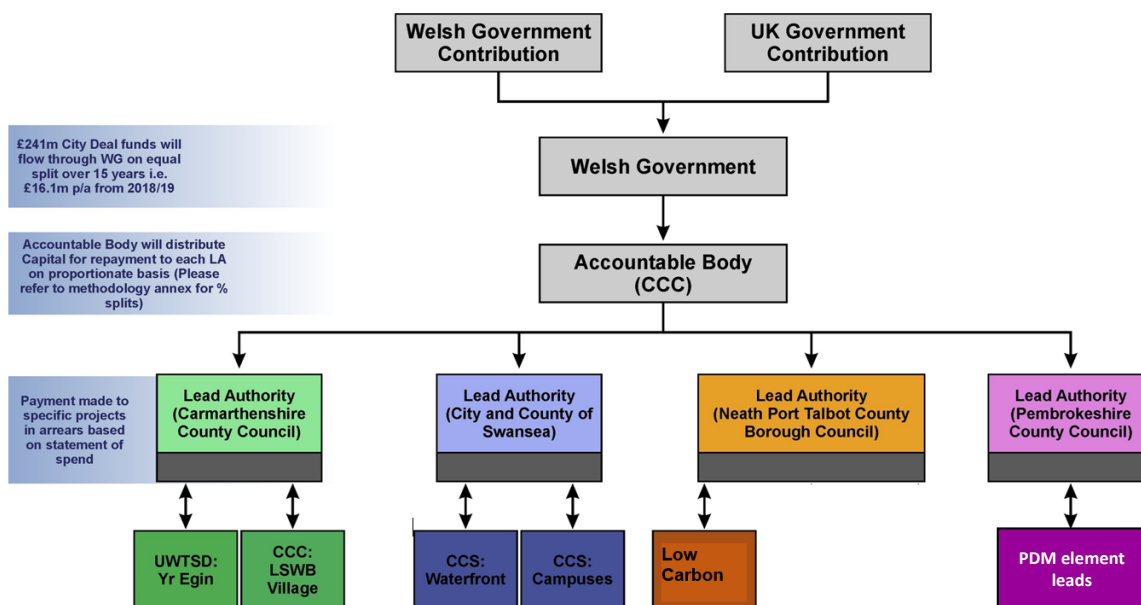 Welsh Government
Contribution
UK Government
Contribution
£241m City Deal funds will
flow through WG on equal
split over 15 years i.e.
£16.1m p/a from 2018/19
Welsh Government
Accountable Body will distribute
Capital for repayment to each LA
on proportionate basis (Please
refer to methodology annex for %
splits)
Accountable Body
(CCC)
Payment made to
specific projects
in arrears based
on statement of
spend
Lead Authority
(Carmarthenshire
County Council)
Lead Authority
(City and County of
Swansea)
Lead Authority
(Neath Port Talbot County
Borough Council)
Lead Authority
(Pembrokeshire
County Council)
UWTSD:
Yr Egin
CCC:
LSWB
Village
CCS:
Waterfront
CCS:
Campuses
Low
Carbon
PDM element
leads